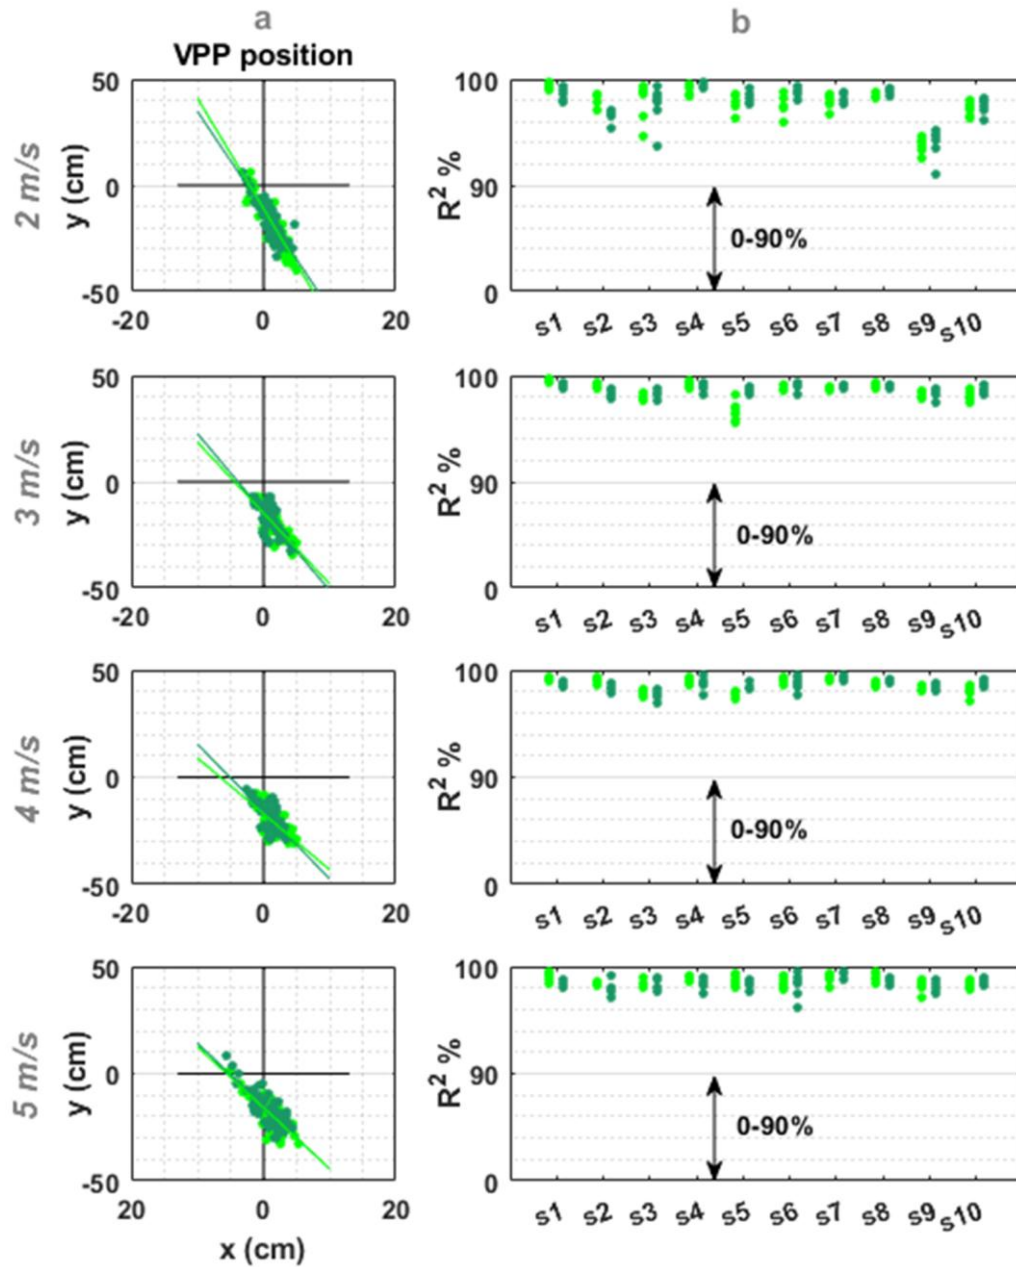 a
b
VPP position
2 m/s
y (cm)
50
0
-50
-20
0
20
R² %
100
90
0
0-90%
s1
s2
s3
s4
s5
s6
s7
s8
s9
s10
3 m/s
y (cm)
50
0
-50
-20
0
20
R² %
100
90
0
0-90%
s1
s2
s3
s4
s5
s6
s7
s8
s9
s10
4 m/s
y (cm)
50
0
-50
-20
0
20
R² %
100
90
0
0-90%
s1
s2
s3
s4
s5
s6
s7
s8
s9
s10
5 m/s
y (cm)
50
0
-50
20
0
20
x (cm)
R² %
100
90
0
0-90%
s1
s2
s3
s4
s5
s6
s7
s8
s9
s10